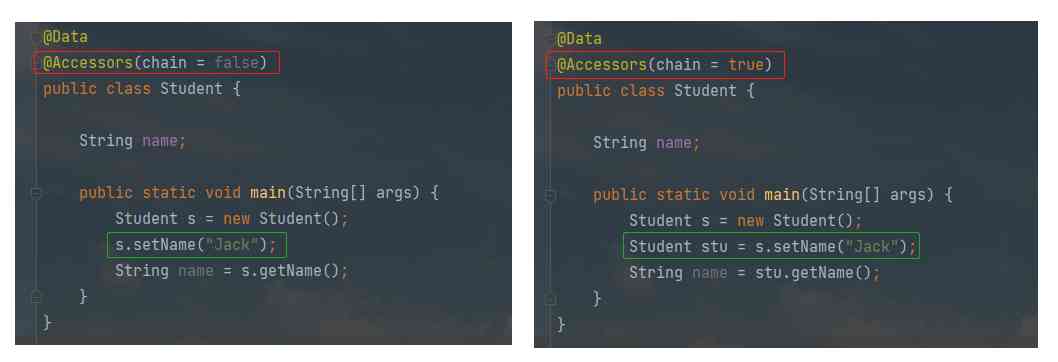 @Data
@Accessors(chain = false)
public class Student {
String name;
public static void main(String[] args) {
Student s = new Student();
s.setName("Jack");
String name = s.getName();
}
}
@Data
@Accessors(chain = true)
public class Student {
String name;
public static void main(String[] args) {
Student s = new Student();
Student stu = s.setName("Jack");
String name = stu.getName();
}
}